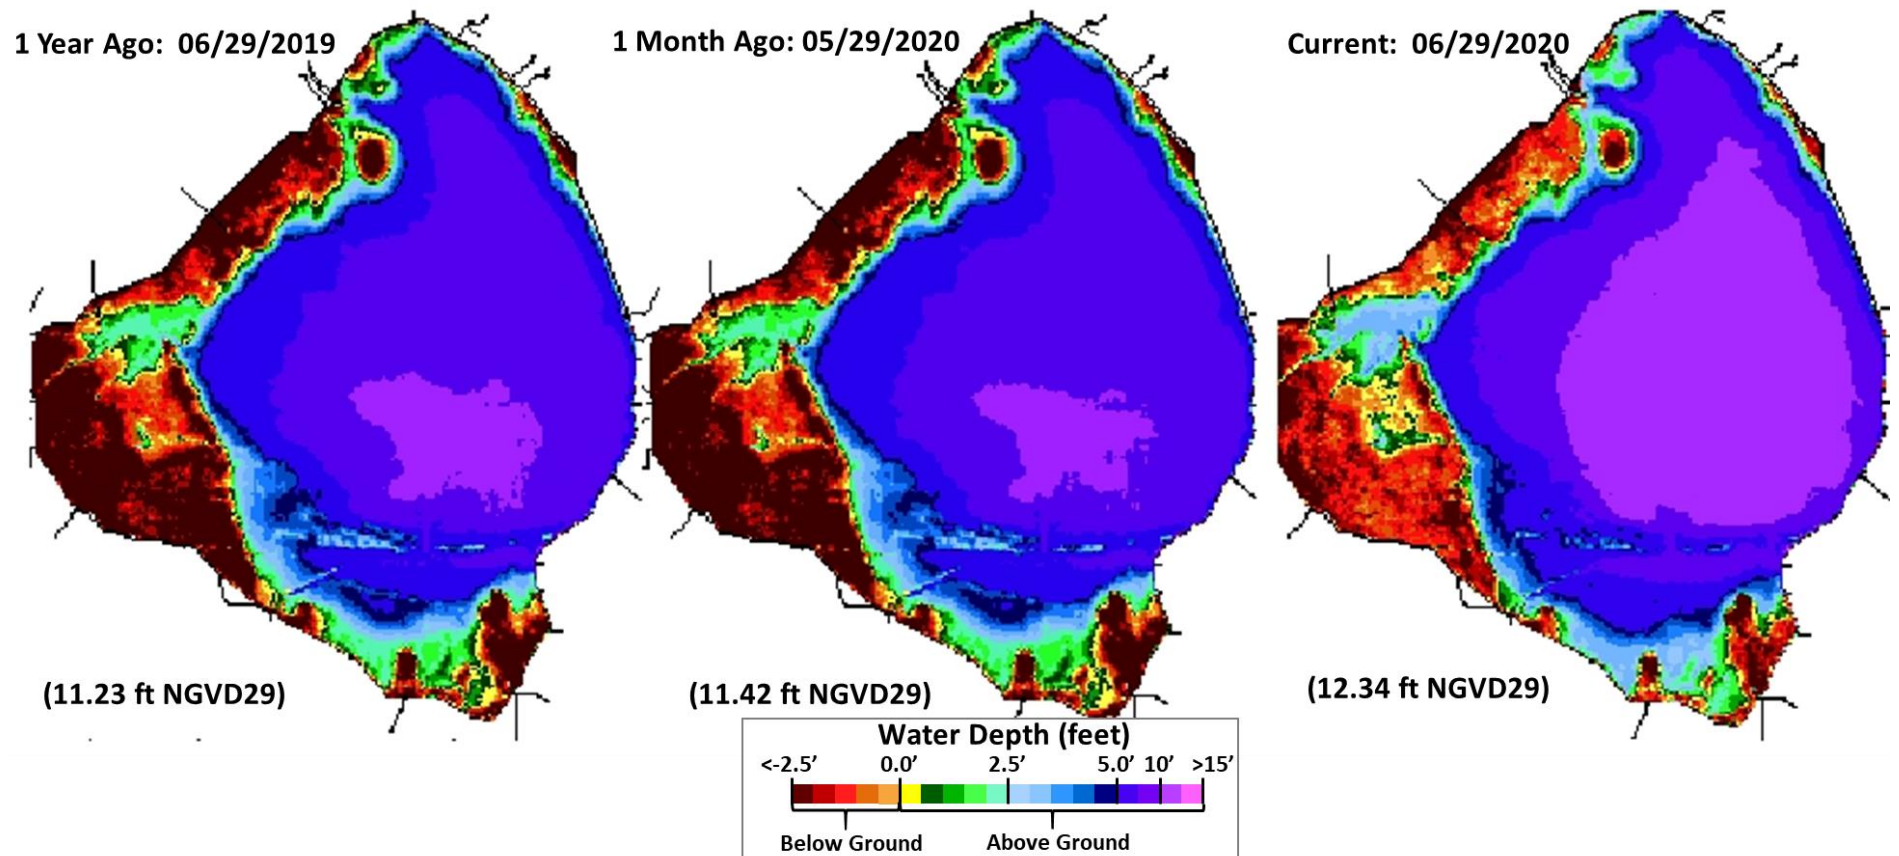 1 Year Ago: 06/29/2019
1 Month Ago: 05/29/2020
Current: 06/29/2020
(11.23 ft NGVD29)
(11.42 ft NGVD29)
(12.34 ft NGVD29)
Water Depth (feet)
<-2.5’ 0.0’ 2.5’ 5.0’ 10’ >15’
Below Ground Above Ground